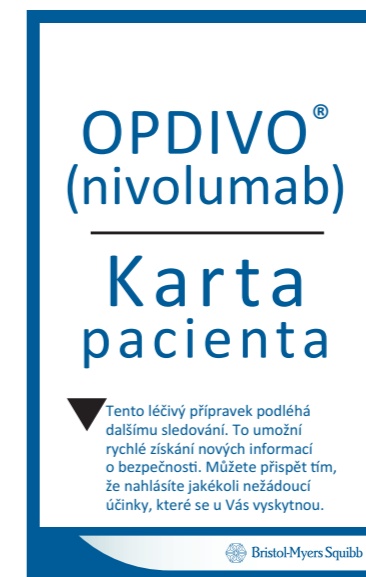 OPDIVO®
(nivolumab)
Karta
pacienta
Tento léčivý přípravek podléhá
dalšímu sledování. To umožní
rychlé získání nových informací
o bezpečnosti. Můžete přispět tím,
že nahlásíte jakékoli nežádoucí
účinky, které se u Vás vyskytnou.
Bristol-Myers Squibb